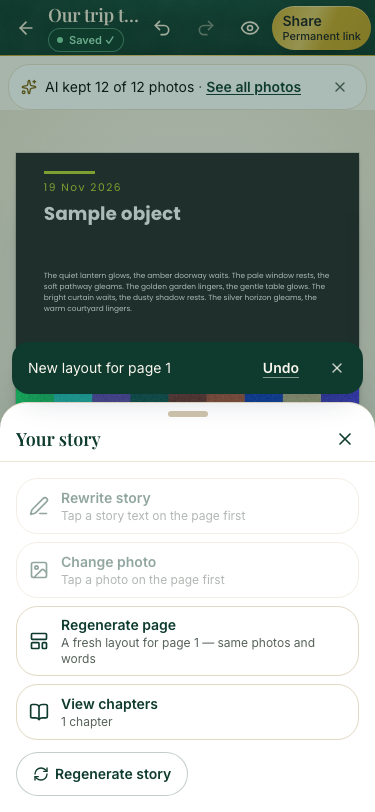 Our trip t...
Saved ✓
Share
Permanent link
AI kept 12 of 12 photos · See all photos
19 Nov 2026
Sample object
The quiet lantern glows, the amber doorway waits. The pale window rests, the
soft pathway gleams. The golden garden lingers, the gentle table glows. The
bright curtain waits, the dusty shadow rests. The silver horizon gleams, the
warm courtyard lingers.
New layout for page 1
Undo
Your story
Rewrite story
Tap a story text on the page first
Change photo
Tap a photo on the page first
Regenerate page
A fresh layout for page 1 — same photos and
words
View chapters
1 chapter
Regenerate story